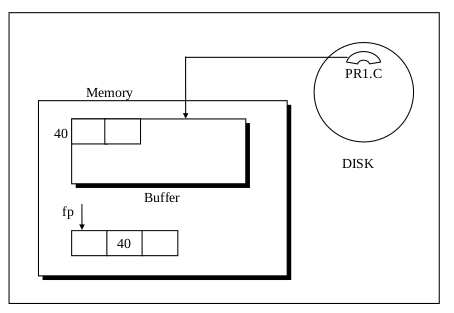 PR1.C
Memory
40
DISK
Buffer
fp
40